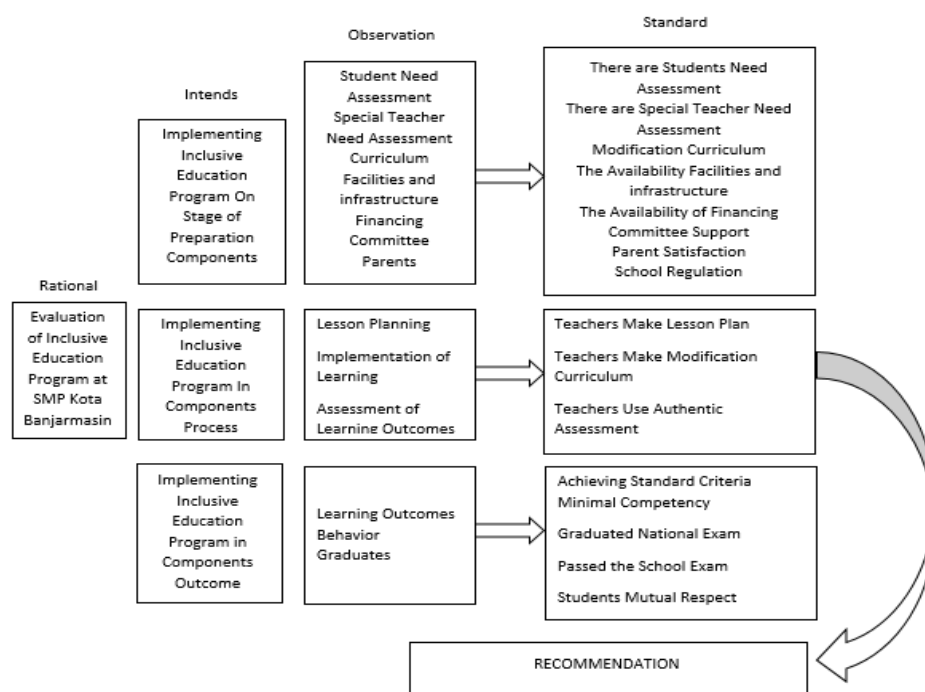 Standard
Observation
Intends
Rational
Evaluation
of Inclusive
Education
Program at
SMP Kota
Banjarmasin
Implementing
Inclusive
Education
Program On
Stage of
Preparation
Components
Student Need
Assessment
Special Teacher
Need Assessment
Curriculum
Facilities and
infrastructure
Financing
Committee
Parents
There are Students Need
Assessment
There are Special Teacher Need
Assessment
Modification Curriculum
The Availability Facilities and
infrastructure
The Availability of Financing
Committee Support
Parent Satisfaction
School Regulation
Implementing
Inclusive
Education
Program In
Components
Process
Lesson Planning
Implementation of
Learning
Assessment of
Learning Outcomes
Teachers Make Lesson Plan
Teachers Make Modification
Curriculum
Teachers Use Authentic
Assessment
Implementing
Inclusive
Education
Program in
Components
Outcome
Learning Outcomes
Behavior
Graduates
Achieving Standard Criteria
Minimal Competency
Graduated National Exam
Passed the School Exam
Students Mutual Respect
RECOMMENDATION